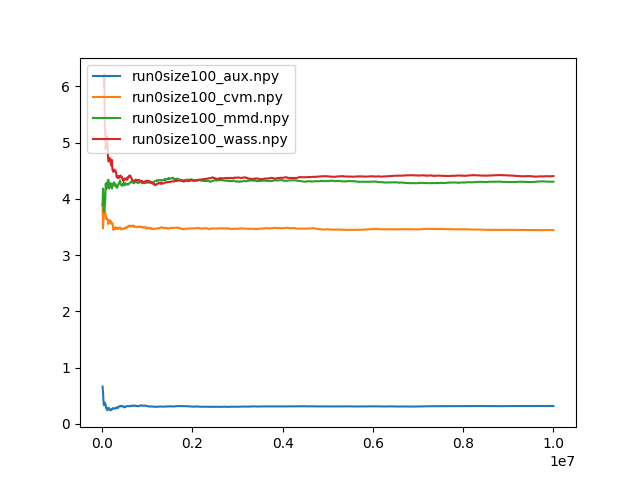 run0size100_aux.npy
run0size100_cvm.npy
run0size100_mmd.npy
run0size100_wass.npy
6
5
4
3
2
1
0
0.0 0.2 0.4 0.6 0.8 1.0
1e7